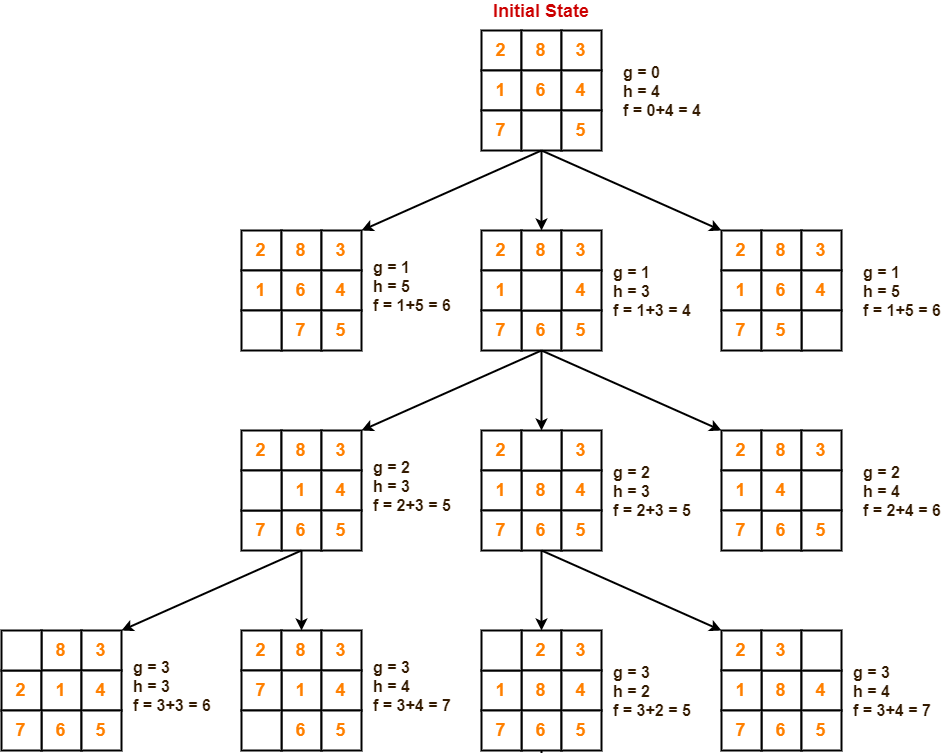 Initial State
2 8 3
1 6 4
7 5
g = 0
h = 4
f = 0+4 = 4
2 8 3
1 6 4
7 5
g = 1
h = 5
f = 1+5 = 6
2 8 3
1 4
7 6 5
g = 1
h = 3
f = 1+3 = 4
2 8 3
1 6 4
7 5
g = 1
h = 5
f = 1+5 = 6
2 8 3
1 4
7 6 5
g = 2
h = 3
f = 2+3 = 5
2 3
1 8 4
7 6 5
g = 2
h = 3
f = 2+3 = 5
2 8 3
1 4
7 6 5
g = 2
h = 4
f = 2+4 = 6
8 3
2 1 4
7 6 5
g = 3
h = 3
f = 3+3 = 6
2 8 3
7 1 4
6 5
g = 3
h = 4
f = 3+4 = 7
2 3
1 8 4
7 6 5
g = 3
h = 2
f = 3+2 = 5
2 3
1 8 4
7 6 5
g = 3
h = 4
f = 3+4 = 7